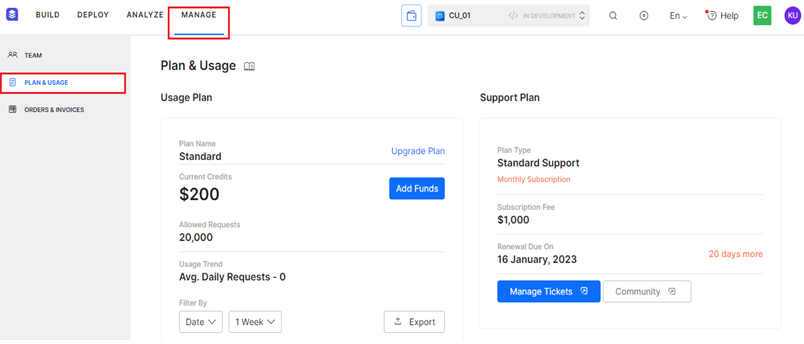 BUILD DEPLOY ANALYZE MANAGE CU_01 </> IN DEVELOPMENT En Help EC KU
TEAM
PLAN & USAGE
ORDERS & INVOICES
Plan & Usage
Usage Plan
Plan Name
Standard Upgrade Plan
Current Credits
$200 Add Funds
Allowed Requests
20,000
Usage Trend
Avg. Daily Requests - 0
Filter By
Date 1 Week Export
Support Plan
Plan Type
Standard Support
Monthly Subscription
Subscription Fee
$1,000
Renewal Due On
16 January, 2023 20 days more
Manage Tickets Community